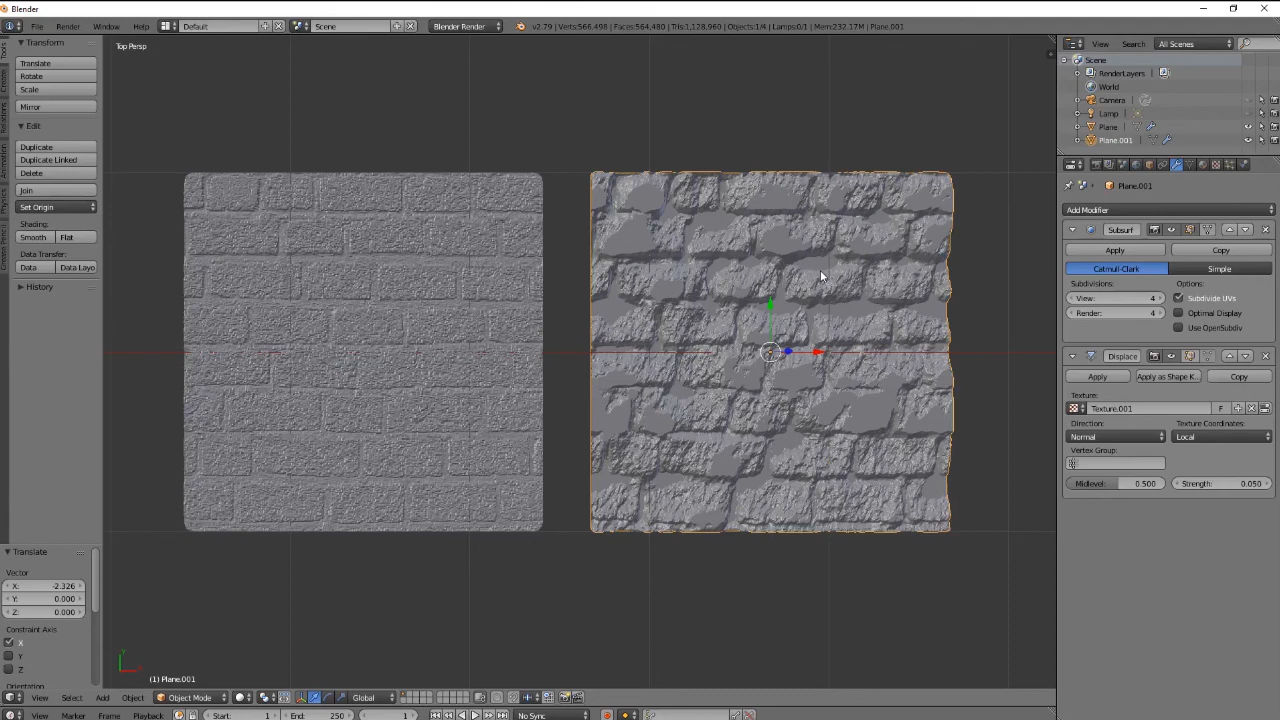 Blender
File Render Window Help Default Scene Blender Render v2.79 | Verts:566,498 | Faces:564,480 | Tris:1,128,960 | Objects:1/4 | Lamps:0/1 | Mem:232.17M | Plane.001
View Search All Scenes
Tools
Create
Relations
Animation
Physics
Grease Pencil
Transform
Translate
Rotate
Scale
Mirror
Edit
Duplicate
Duplicate Linked
Delete
Join
Set Origin
Shading:
Smooth Flat
Data Transfer:
Data Data Layo
History
Translate
Vector
X: -2.326
Y: 0.000
Z: 0.000
Constraint Axis
X
Y
Z
Orientation
Top Persp
(1) Plane.001
Scene
RenderLayers
World
Camera
Lamp
Plane
Plane.001
Plane.001
Add Modifier
Subsurf
Apply Copy
Catmull-Clark Simple
Subdivisions: Options:
View: 4 Subdivide UVs
Render: 4 Optimal Display
Use OpenSubdiv
Displace
Apply Apply as Shape K... Copy
Texture:
Texture.001 F
Direction: Texture Coordinates:
Normal Local
Vertex Group:
Midlevel: 0.500 Strength: 0.050
View Select Add Object Object Mode Global
View Marker Frame Playback Start: 1 End: 250 1 No Sync